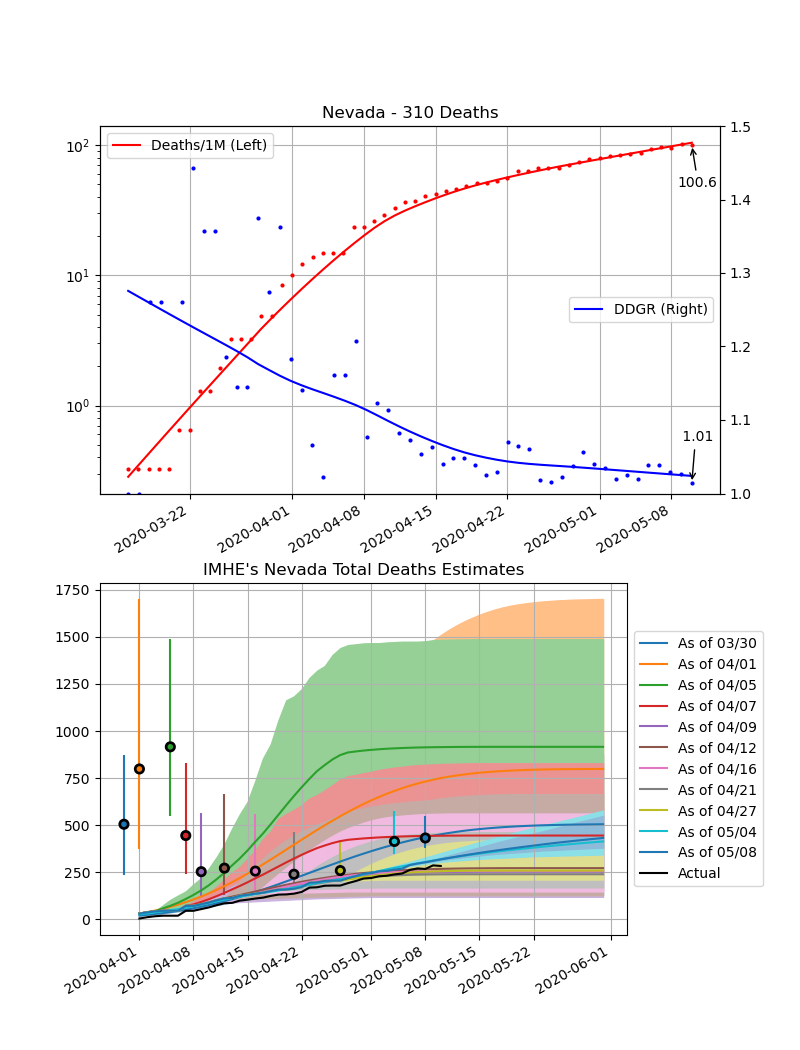 Nevada - 310 Deaths
Deaths/1M (Left)
DDGR (Right)
100.6
1.01
10²
10¹
10⁰
1.5
1.4
1.3
1.2
1.1
1.0
2020-03-22
2020-04-01
2020-04-08
2020-04-15
2020-04-22
2020-05-01
2020-05-08
IMHE's Nevada Total Deaths Estimates
1750
1500
1250
1000
750
500
250
0
2020-04-01
2020-04-08
2020-04-15
2020-04-22
2020-05-01
2020-05-08
2020-05-15
2020-05-22
2020-06-01
As of 03/30
As of 04/01
As of 04/05
As of 04/07
As of 04/09
As of 04/12
As of 04/16
As of 04/21
As of 04/27
As of 05/04
As of 05/08
Actual